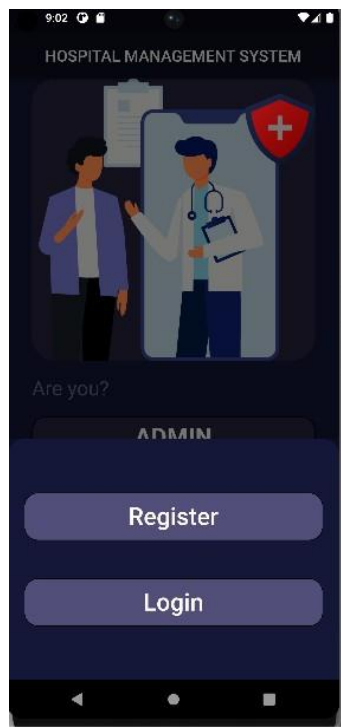 9:02
HOSPITAL MANAGEMENT SYSTEM
Are you?
ADMIN
Register
Login